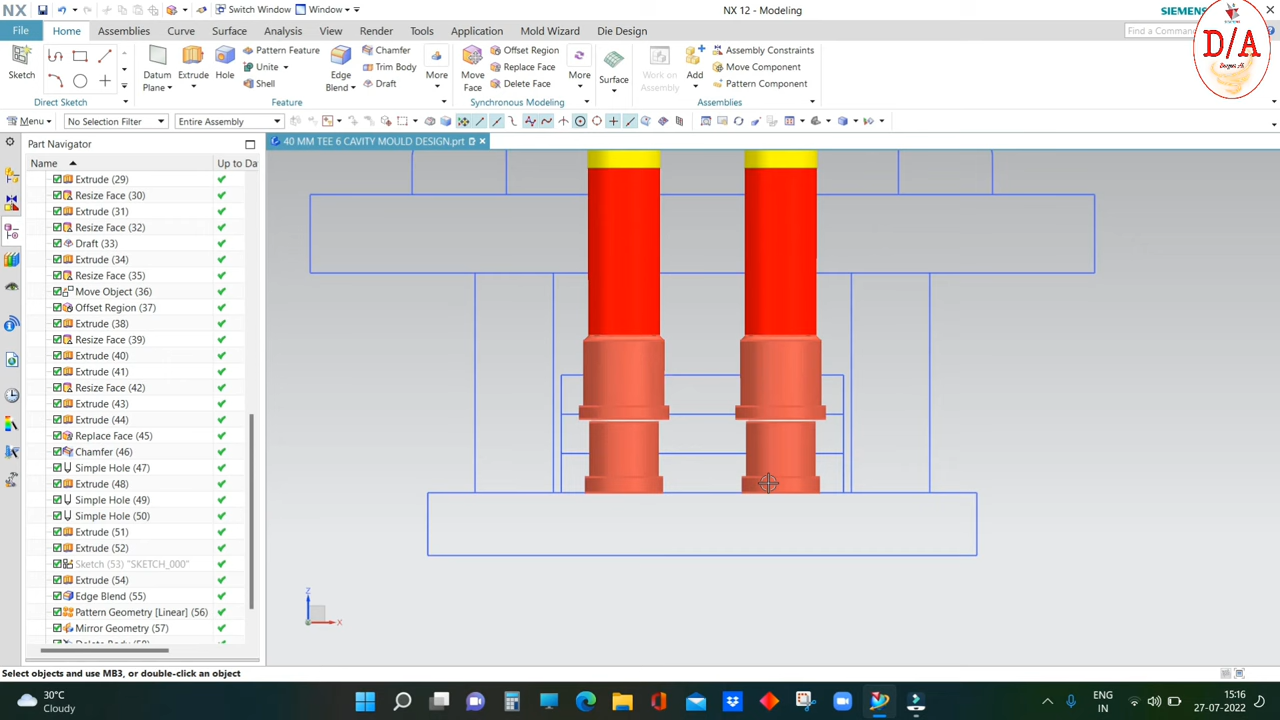 NX Switch Window Window NX 12 - Modeling SIEMENS
File Home Assemblies Curve Surface Analysis View Render Tools Application Mold Wizard Die Design Find a Comman
Sketch Datum Plane Extrude Hole Pattern Feature Unite Shell Edge Blend Chamfer Trim Body Draft More Move Face Offset Region Replace Face Delete Face More Surface Work on Assembly Add Assembly Constraints Move Component Pattern Component
Direct Sketch Feature Synchronous Modeling Assemblies
D/A
Menu No Selection Filter Entire Assembly
Part Navigator 40 MM TEE 6 CAVITY MOULD DESIGN.prt
Name Up to Da
Extrude (29)
Resize Face (30)
Extrude (31)
Resize Face (32)
Draft (33)
Extrude (34)
Resize Face (35)
Move Object (36)
Offset Region (37)
Extrude (38)
Resize Face (39)
Extrude (40)
Extrude (41)
Resize Face (42)
Extrude (43)
Extrude (44)
Replace Face (45)
Chamfer (46)
Simple Hole (47)
Extrude (48)
Simple Hole (49)
Simple Hole (50)
Extrude (51)
Extrude (52)
Sketch (53) "SKETCH_000"
Extrude (54)
Edge Blend (55)
Pattern Geometry [Linear] (56)
Mirror Geometry (57)
Z
X
Select objects and use MB3, or double-click an object
30°C
Cloudy
ENG
IN
15:16
27-07-2022